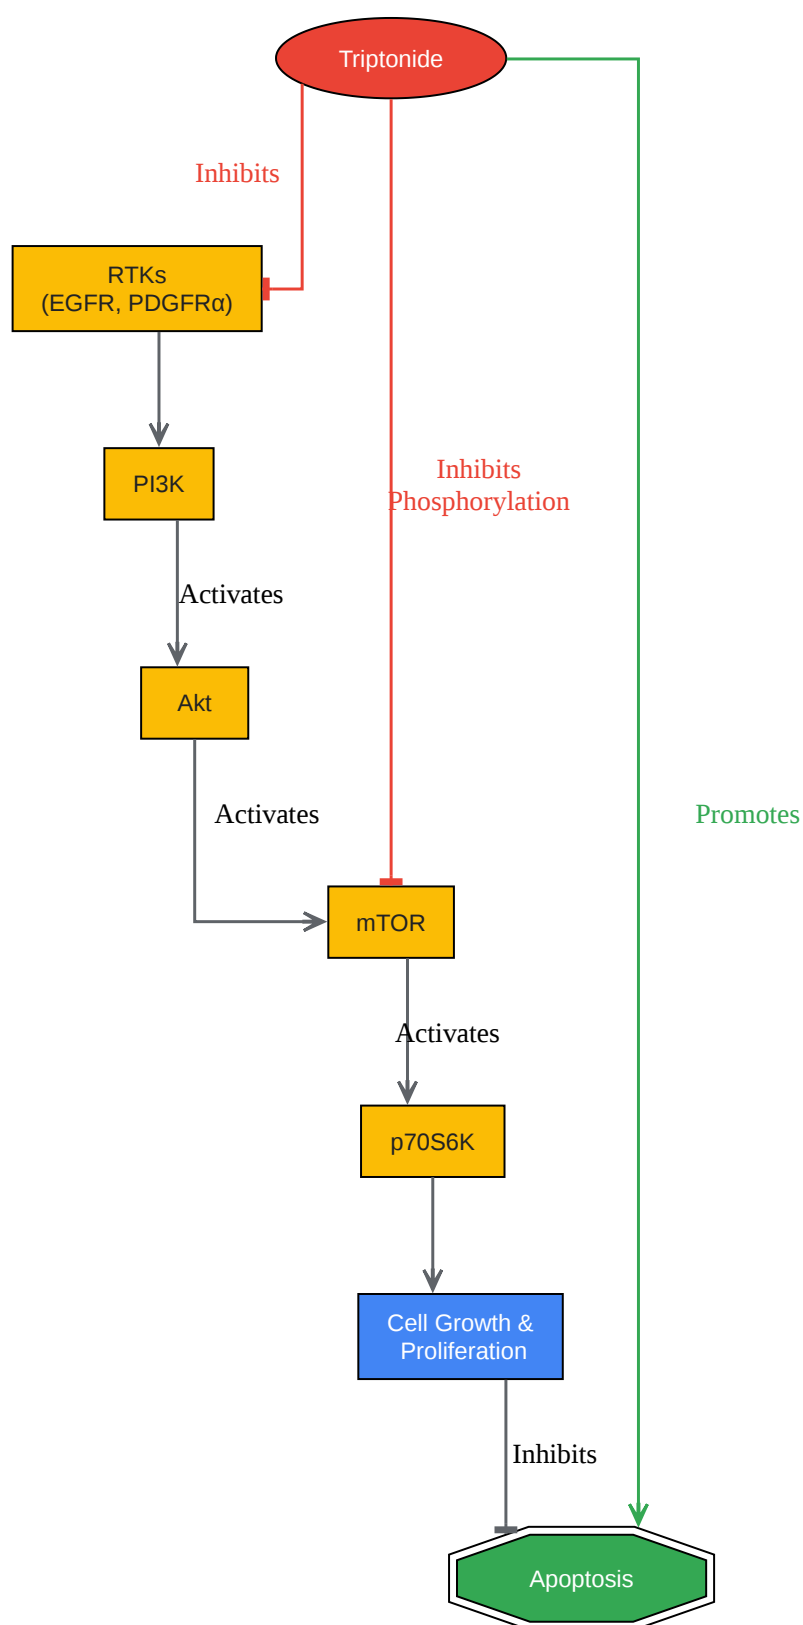 Triptonide
Inhibits
RTKs
(EGFR, PDGFRα)
Inhibits
Phosphorylation
PI3K
Activates
Akt
Activates
Promotes
mTOR
Activates
p70S6K
Cell Growth &
Proliferation
Inhibits
Apoptosis